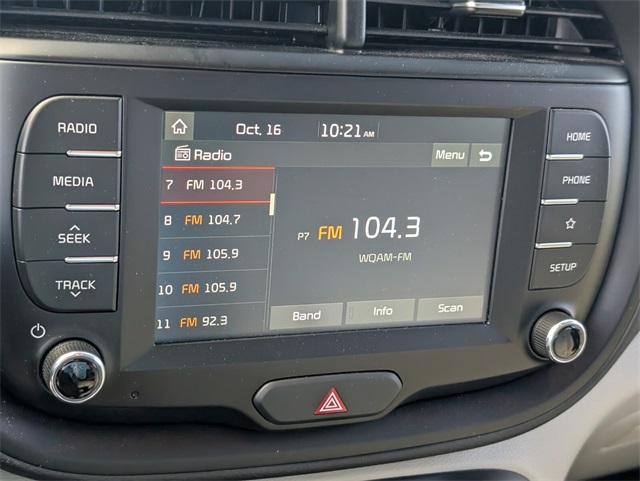 RADIO
MEDIA
SEEK
TRACK
Oct. 16 10:21 AM
Radio Menu
7 FM 104.3
8 FM 104.7
9 FM 105.9
10 FM 105.9
11 FM 92.3
P7 FM 104.3
WQAM-FM
Band Info Scan
HOME
PHONE
SETUP